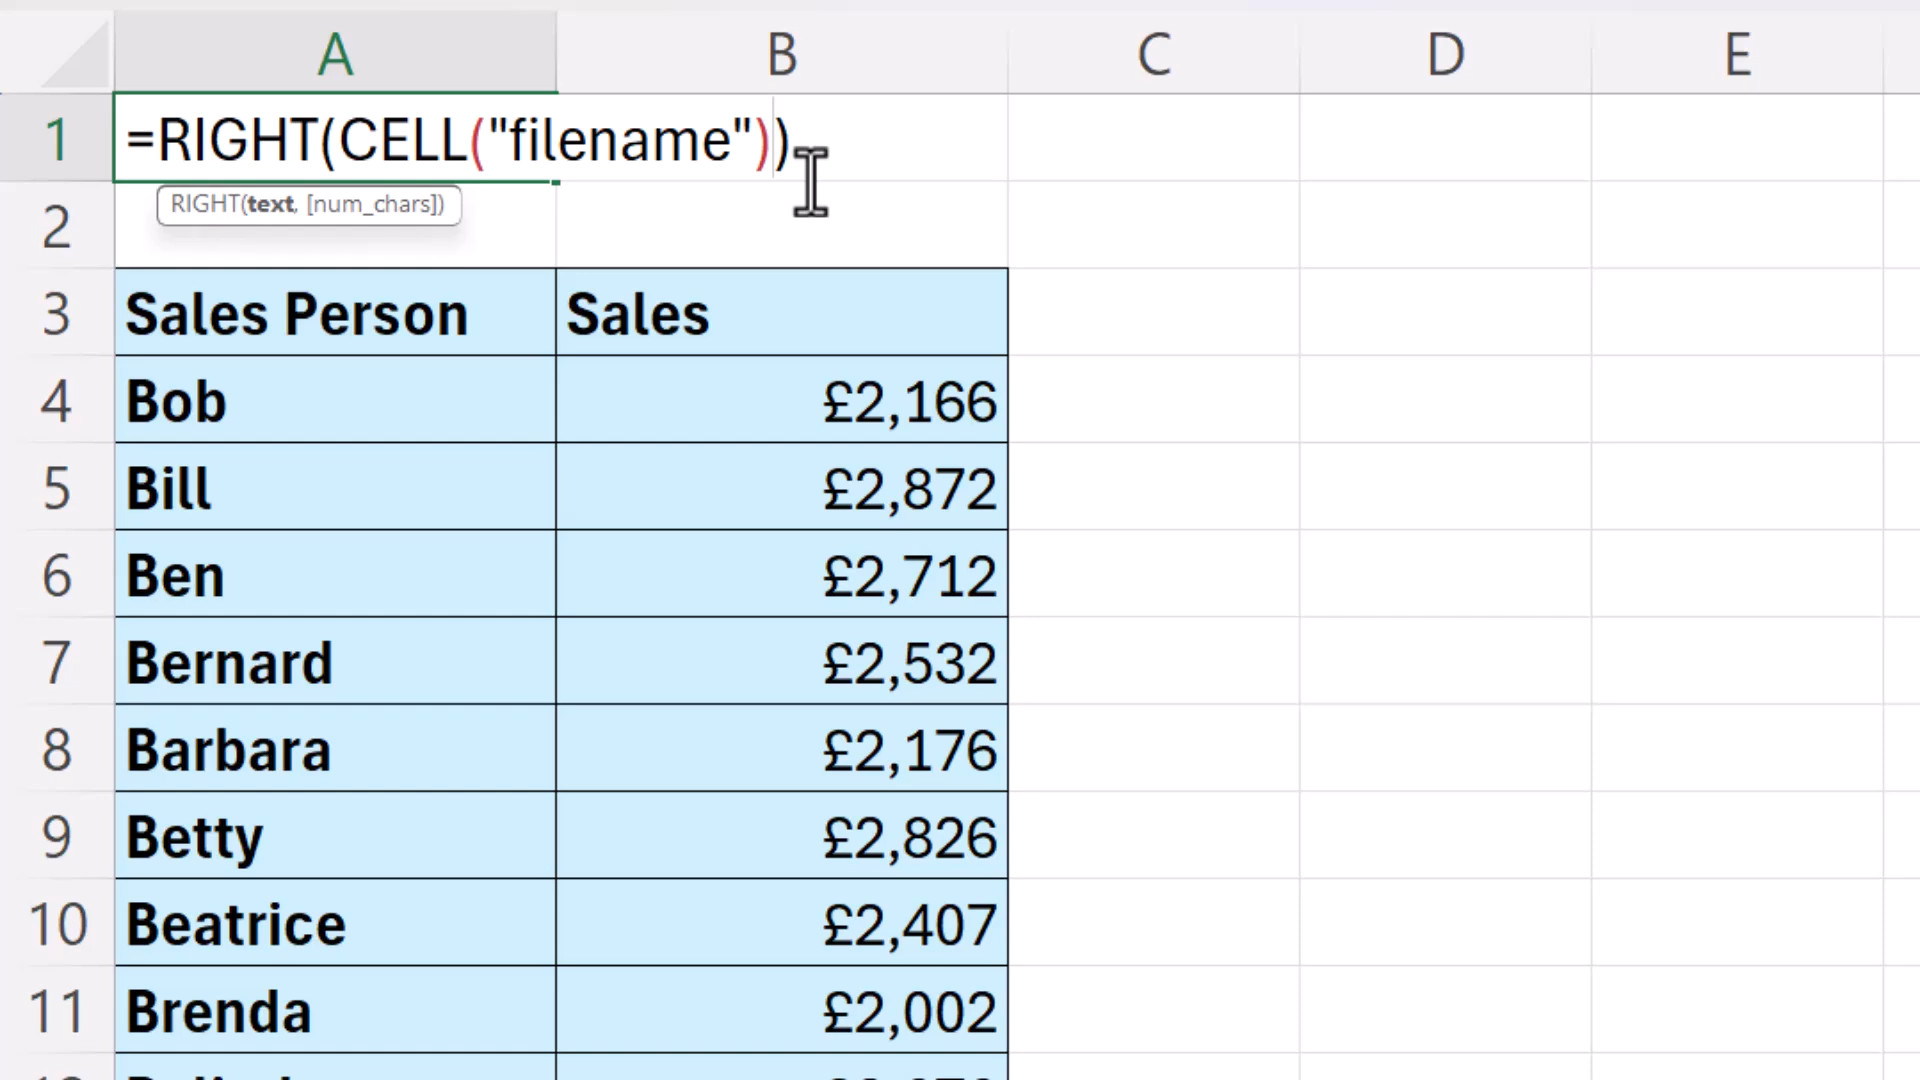 A B C D E
1 =RIGHT(CELL("filename"))
RIGHT(text, [num_chars])
2
3 Sales Person Sales
4 Bob £2,166
5 Bill £2,872
6 Ben £2,712
7 Bernard £2,532
8 Barbara £2,176
9 Betty £2,826
10 Beatrice £2,407
11 Brenda £2,002